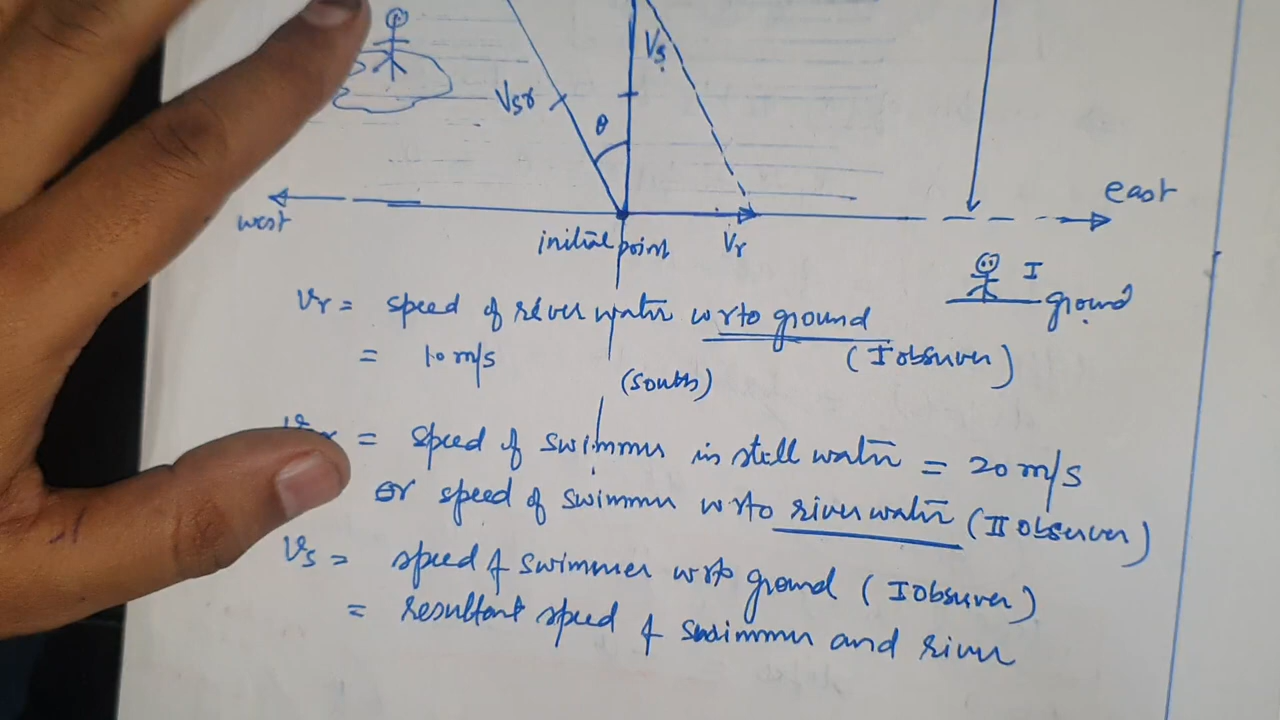 Vs
Vsr
θ
east
west
initial point
Vr
I
ground
Vr = speed of river water w r to ground
= 10 m/s
(I observer)
(south)
= speed of swimmer in still water = 20 m/s
or speed of swimmer w r to river water (II observer)
Vs = speed of swimmer w r to ground (I observer)
= resultant speed of swimmer and river